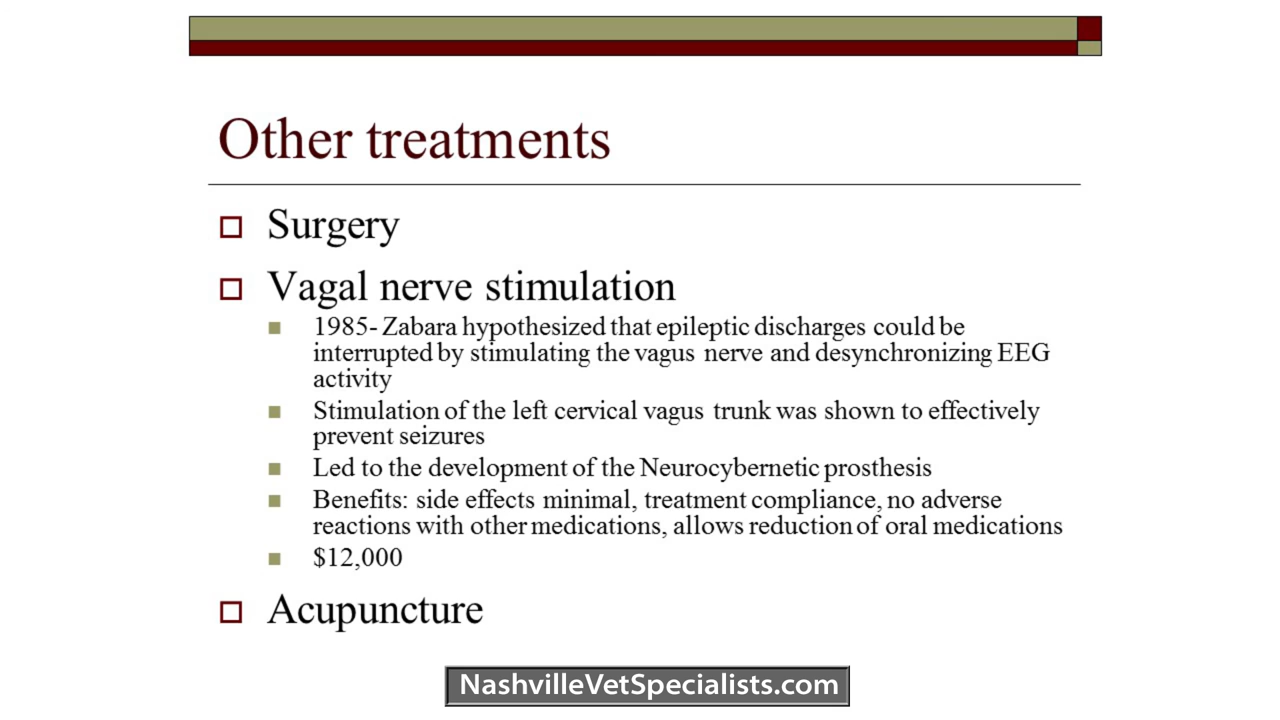 Other treatments
Surgery
Vagal nerve stimulation
1985- Zabara hypothesized that epileptic discharges could be
interrupted by stimulating the vagus nerve and desynchronizing EEG
activity
Stimulation of the left cervical vagus trunk was shown to effectively
prevent seizures
Led to the development of the Neurocybernetic prosthesis
Benefits: side effects minimal, treatment compliance, no adverse
reactions with other medications, allows reduction of oral medications
$12,000
Acupuncture
NashvilleVetSpecialists.com